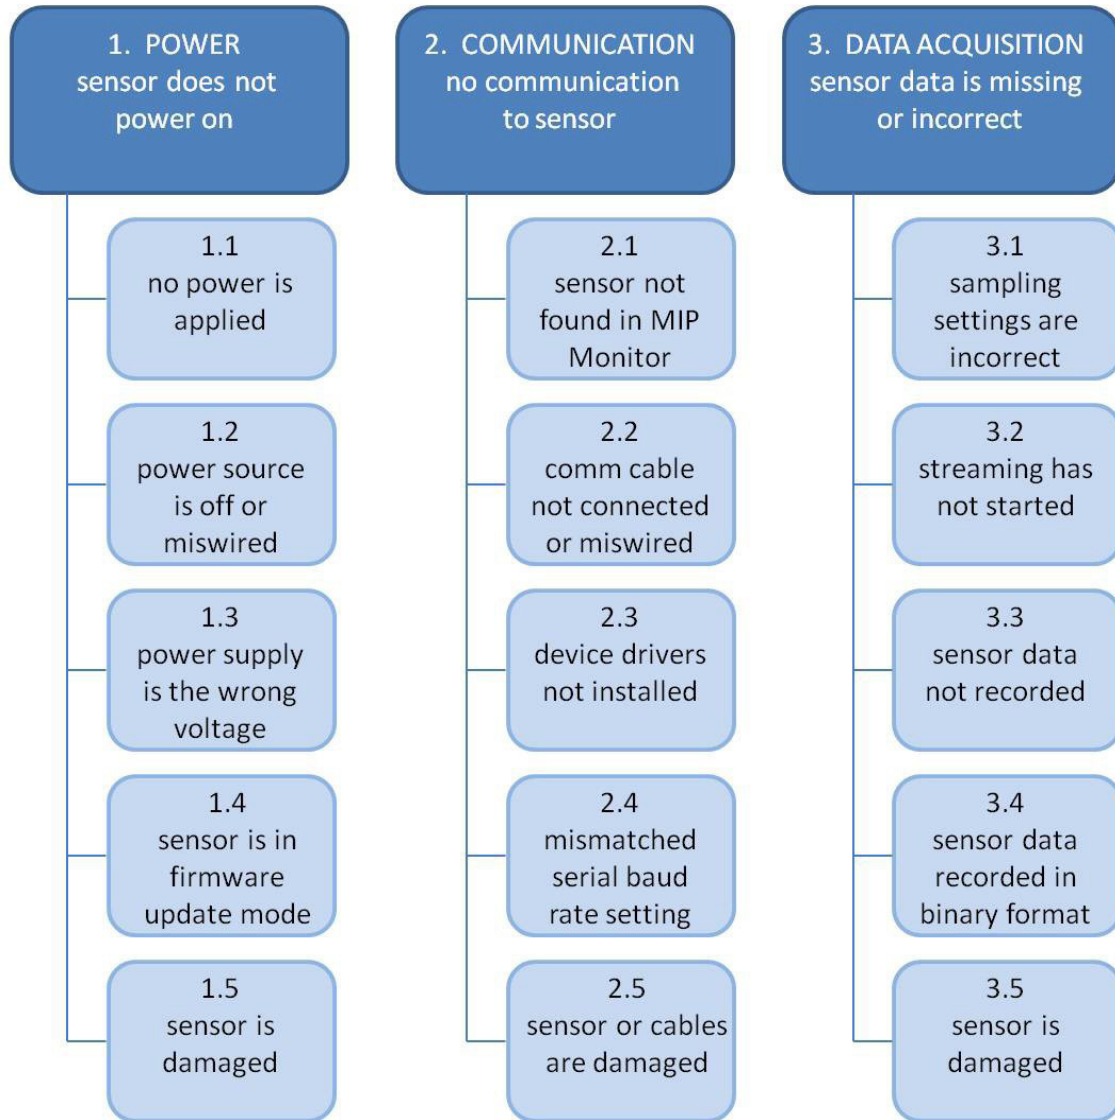 1. POWER
sensor does not
power on
1.1
no power is
applied
1.2
power source
is off or
miswired
1.3
power supply
is the wrong
voltage
1.4
sensor is in
firmware
update mode
1.5
sensor is
damaged
2. COMMUNICATION
no communication
to sensor
2.1
sensor not
found in MIP
Monitor
2.2
comm cable
not connected
or miswired
2.3
device drivers
not installed
2.4
mismatched
serial baud
rate setting
2.5
sensor or cables
are damaged
3. DATA ACQUISITION
sensor data is missing
or incorrect
3.1
sampling
settings are
incorrect
3.2
streaming has
not started
3.3
sensor data
not recorded
3.4
sensor data
recorded in
binary format
3.5
sensor is
damaged